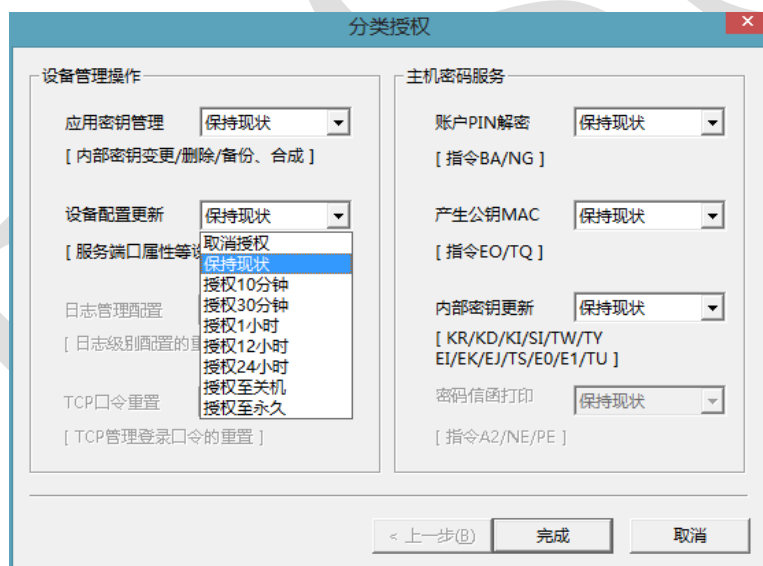 分类授权
设备管理操作
应用密钥管理 保持现状
[ 内部密钥变更/删除/备份、合成 ]
设备配置更新 保持现状
[ 服务端口属性等
取消授权
保持现状
授权10分钟
授权30分钟
授权1小时
授权12小时
授权24小时
授权至关机
授权至永久
日志管理配置
[ 日志级别配置的
TCP口令重置
[ TCP管理登录口令的重置 ]
主机密码服务
账户PIN解密 保持现状
[ 指令BA/NG ]
产生公钥MAC 保持现状
[ 指令EO/TQ ]
内部密钥更新 保持现状
[ KR/KD/KI/SI/TW/TY
EI/EK/EJ/TS/E0/E1/TU ]
密码信函打印 保持现状
[ 指令A2/NE/PE ]
< 上一步(B) 完成 取消